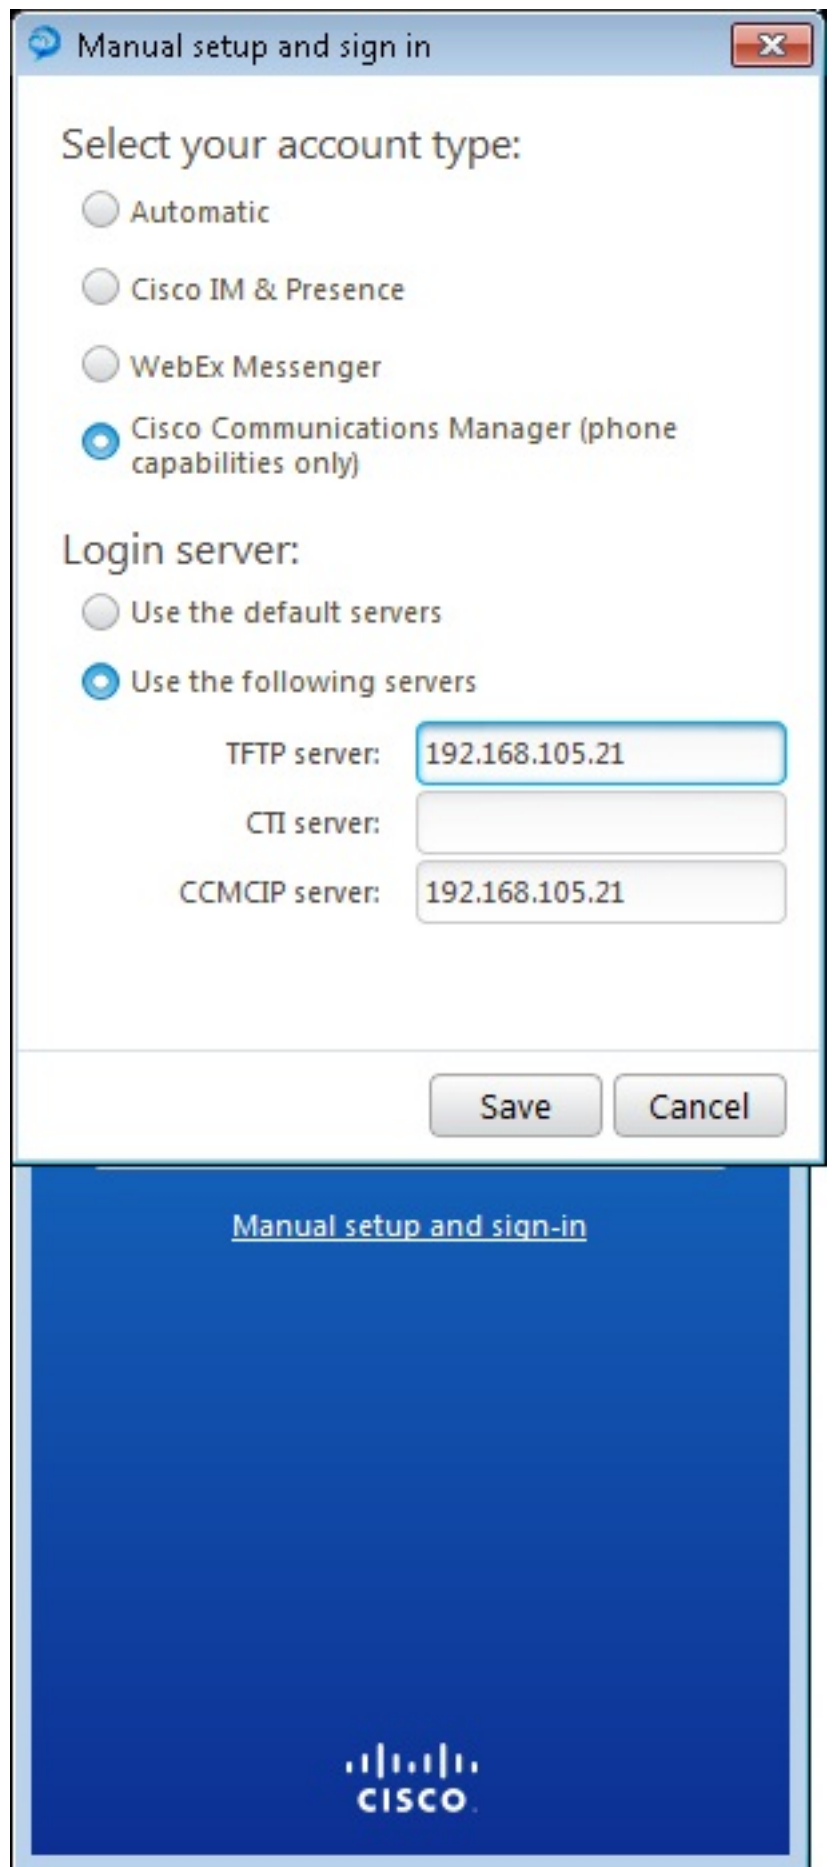 Manual setup and sign in
Select your account type:
Automatic
Cisco IM & Presence
WebEx Messenger
Cisco Communications Manager (phone
capabilities only)
Login server:
Use the default servers
Use the following servers
TFTP server: 192.168.105.21
CTI server:
CCMCIP server: 192.168.105.21
Save Cancel
Manual setup and sign-in
CISCO